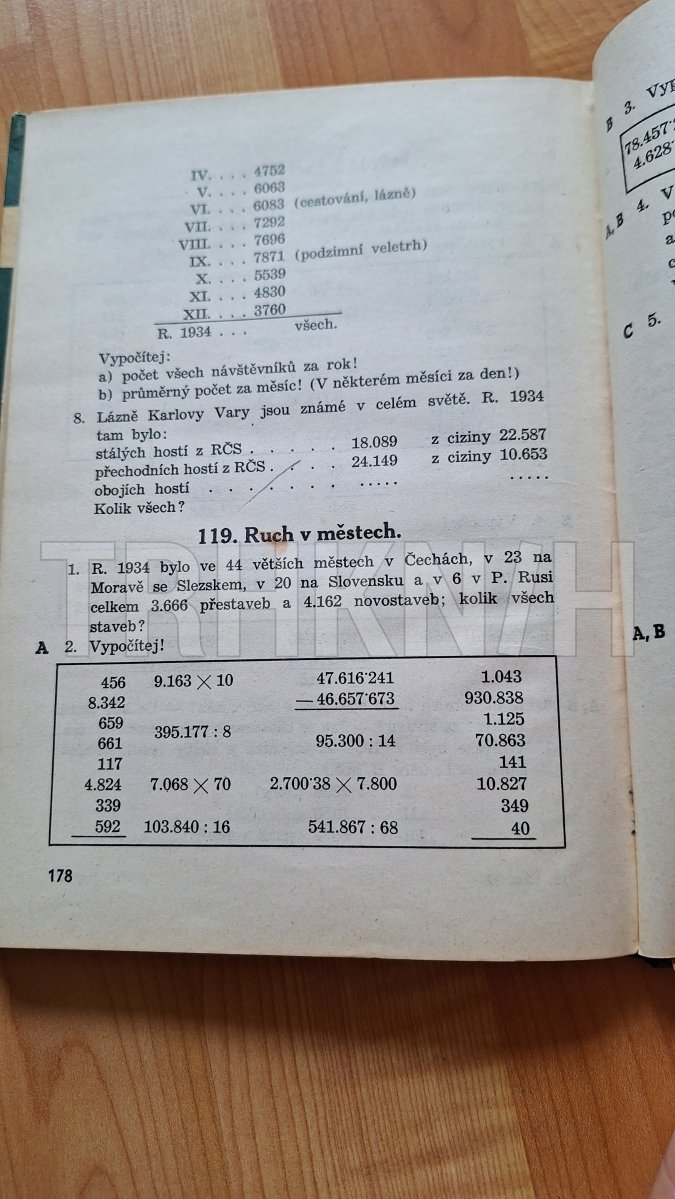 IV. . . . 4752
V. . . . 6063
VI. . . . 6083 (cestování, lázně)
VII. . . . 7292
VIII. . . . 7696
IX. . . . 7871 (podzimní veletrh)
X. . . . 5539
XI. . . . 4830
XII. . . . 3760
R. 1934 . . . všech.
Vypočítej:
a) počet všech návštěvníků za rok!
b) průměrný počet za měsíc! (V některém měsíci za den!)
8. Lázně Karlovy Vary jsou známé v celém světě. R. 1934
tam bylo:
stálých hostí z RČS . . . . . 18.089 z ciziny 22.587
přechodních hostí z RČS . . . . 24.149 z ciziny 10.653
obojích hostí . . . . . . . ..... .....
Kolik všech?
119. Ruch v městech.
1. R. 1934 bylo ve 44 větších městech v Čechách, v 23 na
Moravě se Slezskem, v 20 na Slovensku a v 6 v P. Rusi
celkem 3.666 přestaveb a 4.162 novostaveb; kolik všech
staveb?
A 2. Vypočítej!
456 9.163 × 10 47.616·241 1.043
8.342 — 46.657·673 930.838
659 395.177 : 8 1.125
661 95.300 : 14 70.863
117 141
4.824 7.068 × 70 2.700·38 × 7.800 10.827
339 349
592 103.840 : 16 541.867 : 68 40
178
B 3. Vyp
78.457·
4.628·
A, B 4. V
C 5.
A, B
TRHKNIH